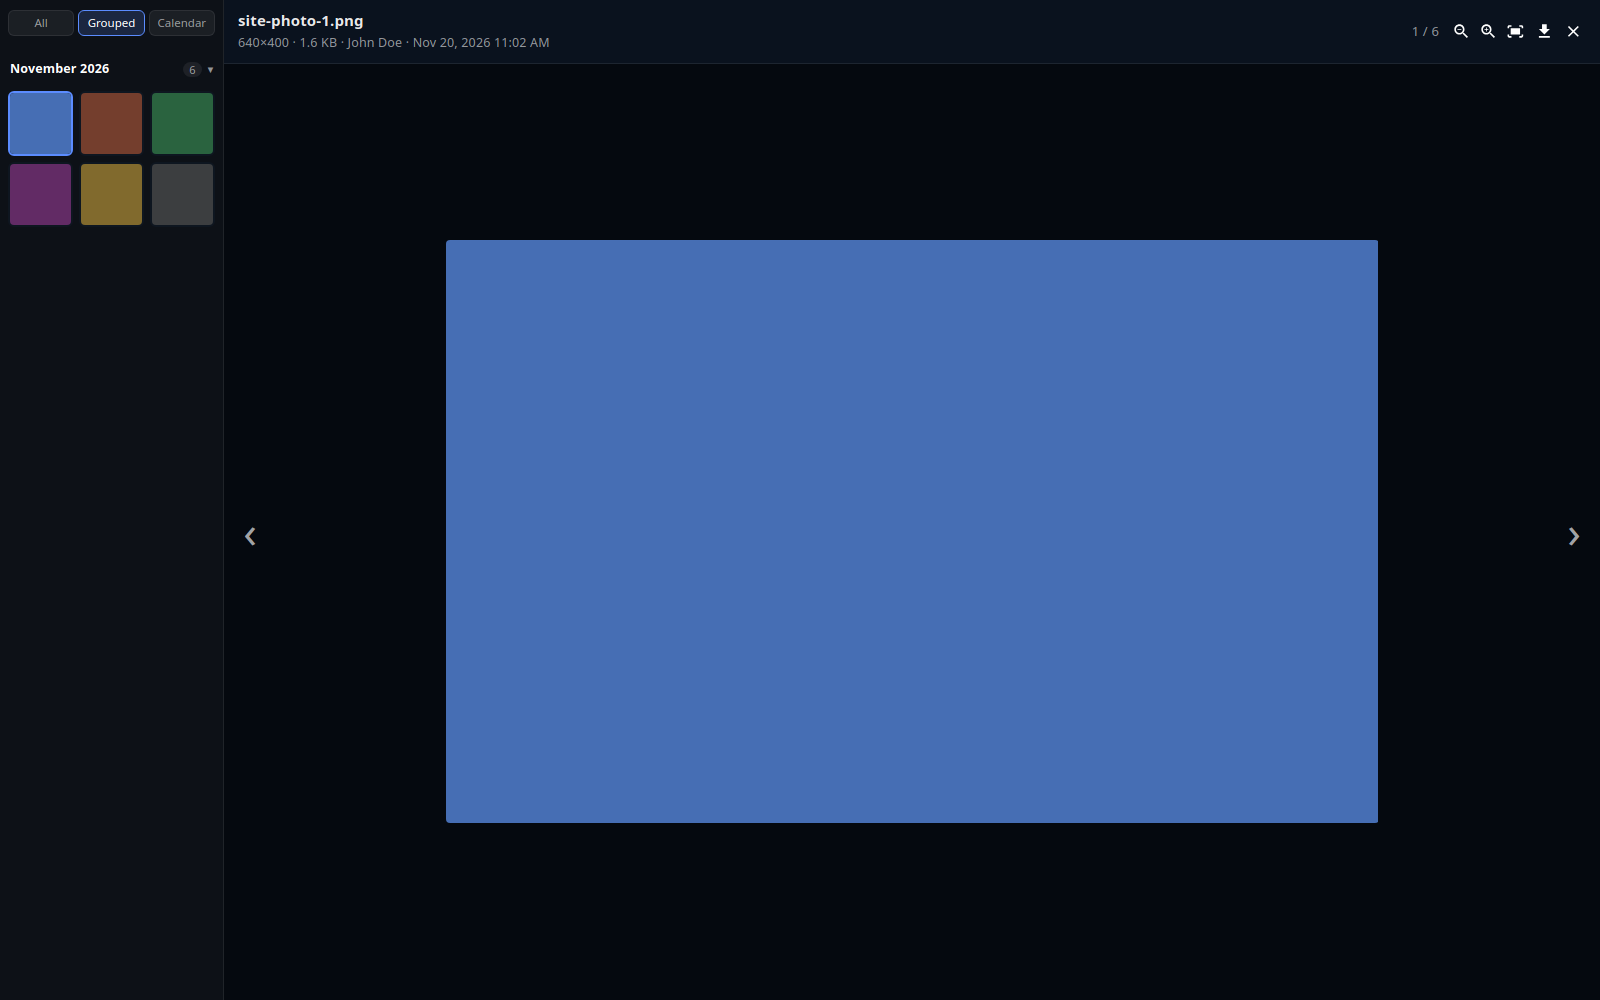 All
Grouped
Calendar
November 2026
6
site-photo-1.png
640×400 · 1.6 KB · John Doe · Nov 20, 2026 11:02 AM
1 / 6